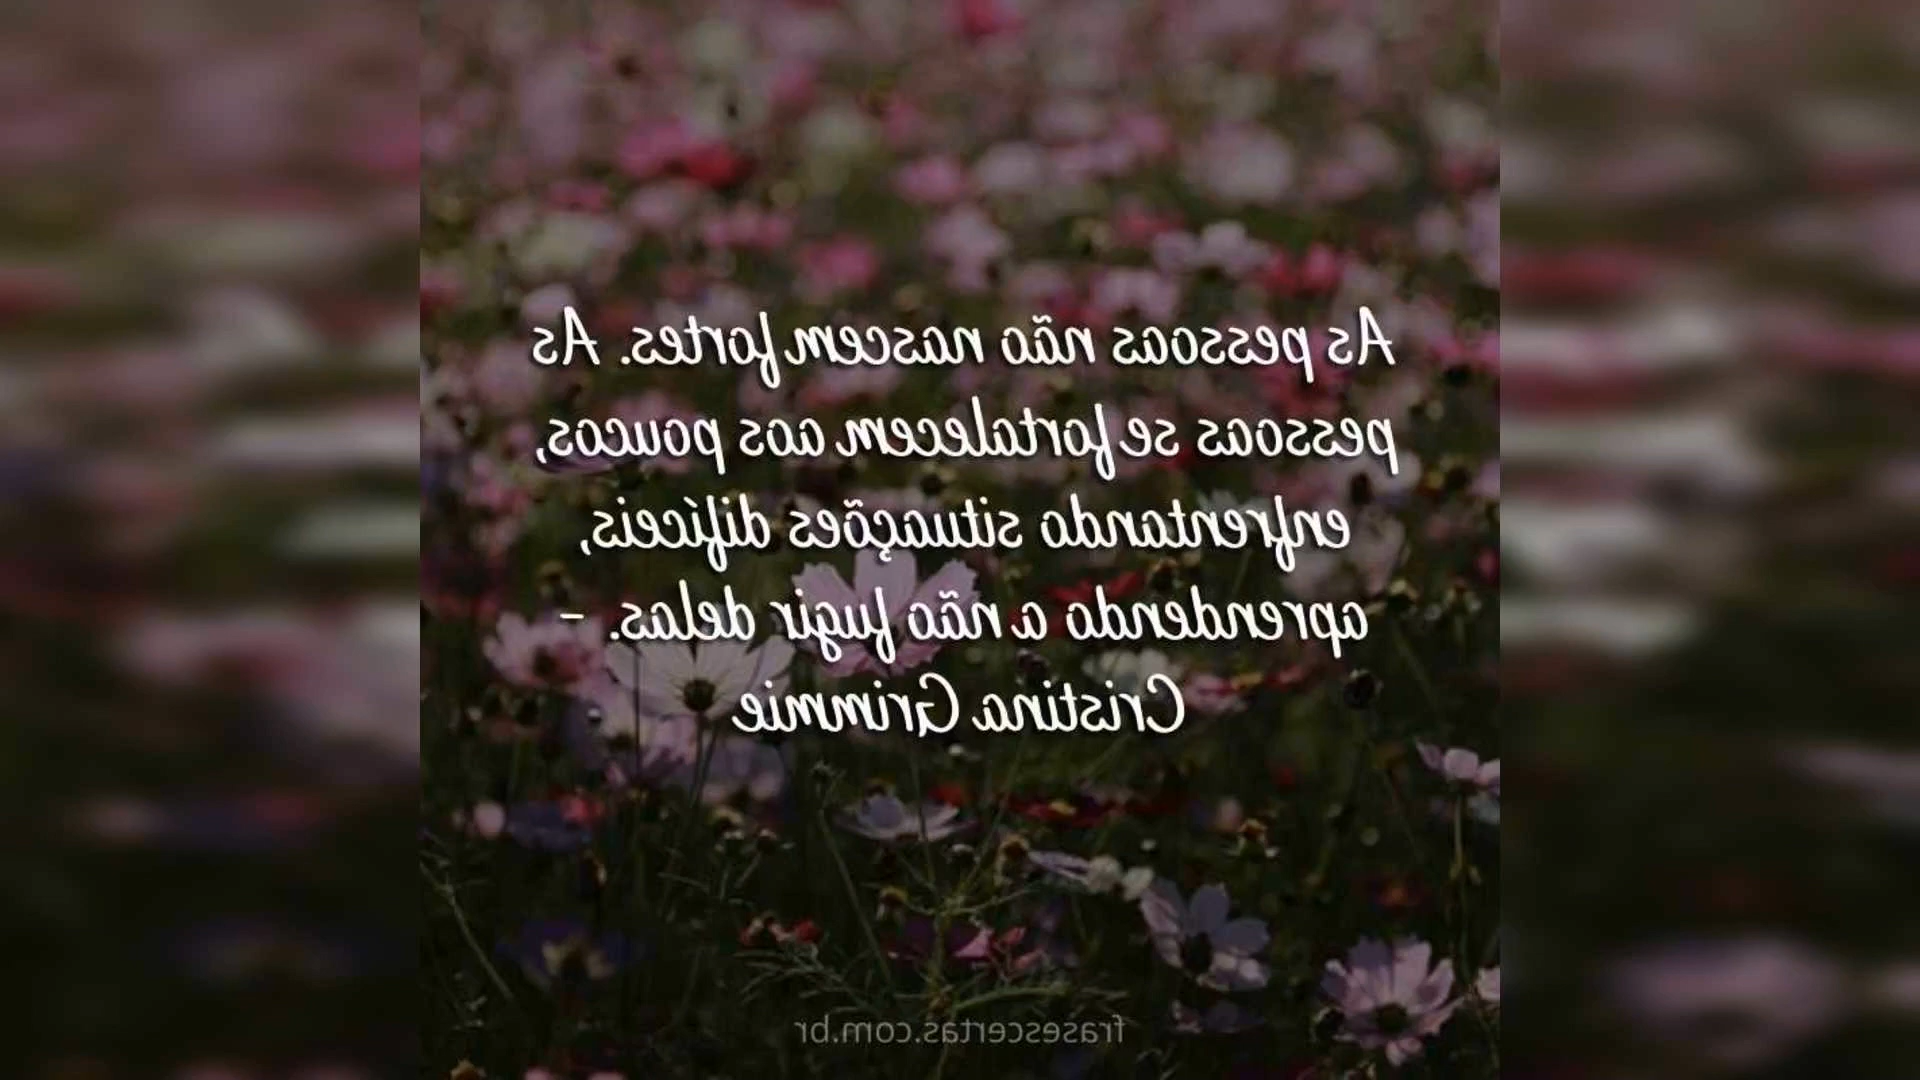 As pessoas não nascem fortes. As
pessoas se fortalecem aos poucos,
enfrentando situações difíceis,
aprendendo a não fugir delas. -
Cristina Grimmie
frasescertas.com.br